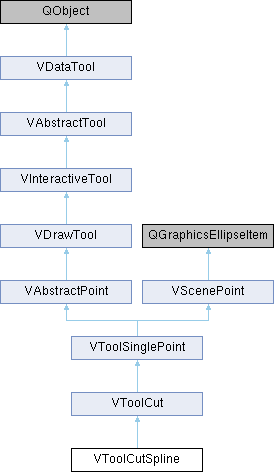 QObject
VDataTool
VAbstractTool
VInteractiveTool
VDrawTool
QGraphicsEllipseItem
VAbstractPoint
VScenePoint
VToolSinglePoint
VToolCut
VToolCutSpline